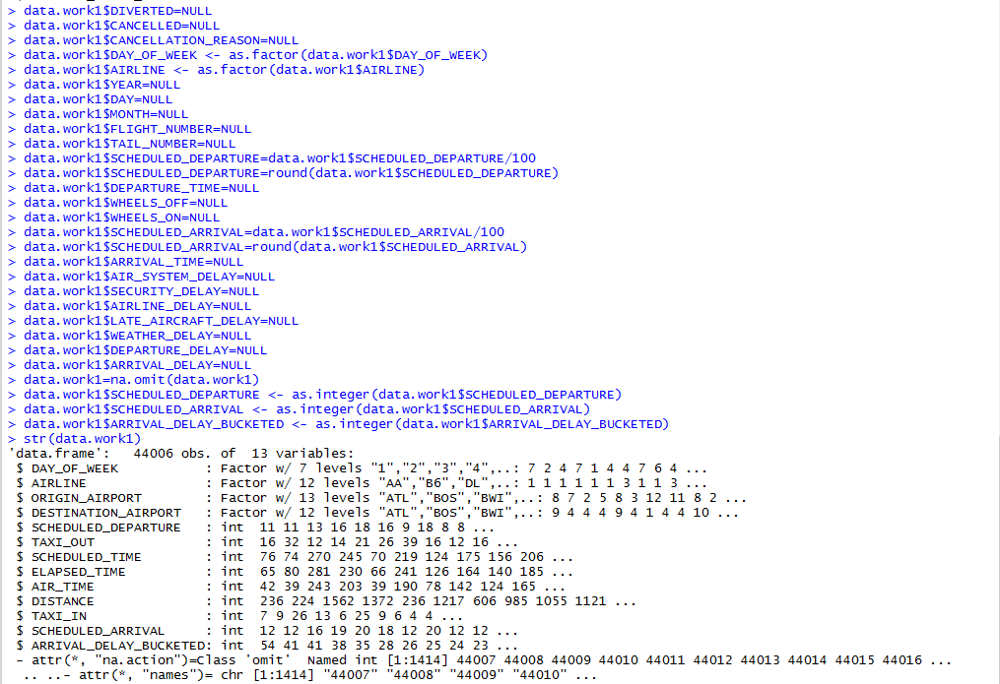 > data.work1$DIVERTED=NULL
> data.work1$CANCELLED=NULL
> data.work1$CANCELLATION_REASON=NULL
> data.work1$DAY_OF_WEEK <- as.factor(data.work1$DAY_OF_WEEK)
> data.work1$AIRLINE <- as.factor(data.work1$AIRLINE)
> data.work1$YEAR=NULL
> data.work1$DAY=NULL
> data.work1$MONTH=NULL
> data.work1$FLIGHT_NUMBER=NULL
> data.work1$TAIL_NUMBER=NULL
> data.work1$SCHEDULED_DEPARTURE=data.work1$SCHEDULED_DEPARTURE/100
> data.work1$SCHEDULED_DEPARTURE=round(data.work1$SCHEDULED_DEPARTURE)
> data.work1$DEPARTURE_TIME=NULL
> data.work1$WHEELS_OFF=NULL
> data.work1$WHEELS_ON=NULL
> data.work1$SCHEDULED_ARRIVAL=data.work1$SCHEDULED_ARRIVAL/100
> data.work1$SCHEDULED_ARRIVAL=round(data.work1$SCHEDULED_ARRIVAL)
> data.work1$ARRIVAL_TIME=NULL
> data.work1$AIR_SYSTEM_DELAY=NULL
> data.work1$SECURITY_DELAY=NULL
> data.work1$AIRLINE_DELAY=NULL
> data.work1$LATE_AIRCRAFT_DELAY=NULL
> data.work1$WEATHER_DELAY=NULL
> data.work1$DEPARTURE_DELAY=NULL
> data.work1$ARRIVAL_DELAY=NULL
> data.work1=na.omit(data.work1)
> data.work1$SCHEDULED_DEPARTURE <- as.integer(data.work1$SCHEDULED_DEPARTURE)
> data.work1$SCHEDULED_ARRIVAL <- as.integer(data.work1$SCHEDULED_ARRIVAL)
> data.work1$ARRIVAL_DELAY_BUCKETED <- as.integer(data.work1$ARRIVAL_DELAY_BUCKETED)
> str(data.work1)
'data.frame':   44006 obs. of  13 variables:
 $ DAY_OF_WEEK           : Factor w/ 7 levels "1","2","3","4",..: 7 2 4 7 1 4 4 7 6 4 ...
 $ AIRLINE               : Factor w/ 12 levels "AA","B6","DL",..: 1 1 1 1 1 1 3 1 1 3 ...
 $ ORIGIN_AIRPORT        : Factor w/ 13 levels "ATL","BOS","BWI",..: 8 7 2 5 8 3 12 11 8 2 ...
 $ DESTINATION_AIRPORT   : Factor w/ 12 levels "ATL","BOS","BWI",..: 9 4 4 4 9 4 1 4 4 10 ...
 $ SCHEDULED_DEPARTURE   : int  11 11 13 16 18 16 9 18 8 8 ...
 $ TAXI_OUT              : int  16 32 12 14 21 26 39 16 12 16 ...
 $ SCHEDULED_TIME        : int  76 74 270 245 70 219 124 175 156 206 ...
 $ ELAPSED_TIME          : int  65 80 281 230 66 241 126 164 140 185 ...
 $ AIR_TIME              : int  42 39 243 203 39 190 78 142 124 165 ...
 $ DISTANCE              : int  236 224 1562 1372 236 1217 606 985 1055 1121 ...
 $ TAXI_IN               : int  7 9 26 13 6 25 9 6 4 4 ...
 $ SCHEDULED_ARRIVAL     : int  12 12 16 19 20 18 12 20 12 12 ...
 $ ARRIVAL_DELAY_BUCKETED: int  54 41 41 38 35 28 26 25 24 23 ...
 - attr(*, "na.action")=Class 'omit'  Named int [1:1414] 44007 44008 44009 44010 44011 44012 44013 44014 44015 44016 ...
  .. ..- attr(*, "names")= chr [1:1414] "44007" "44008" "44009" "44010" ...